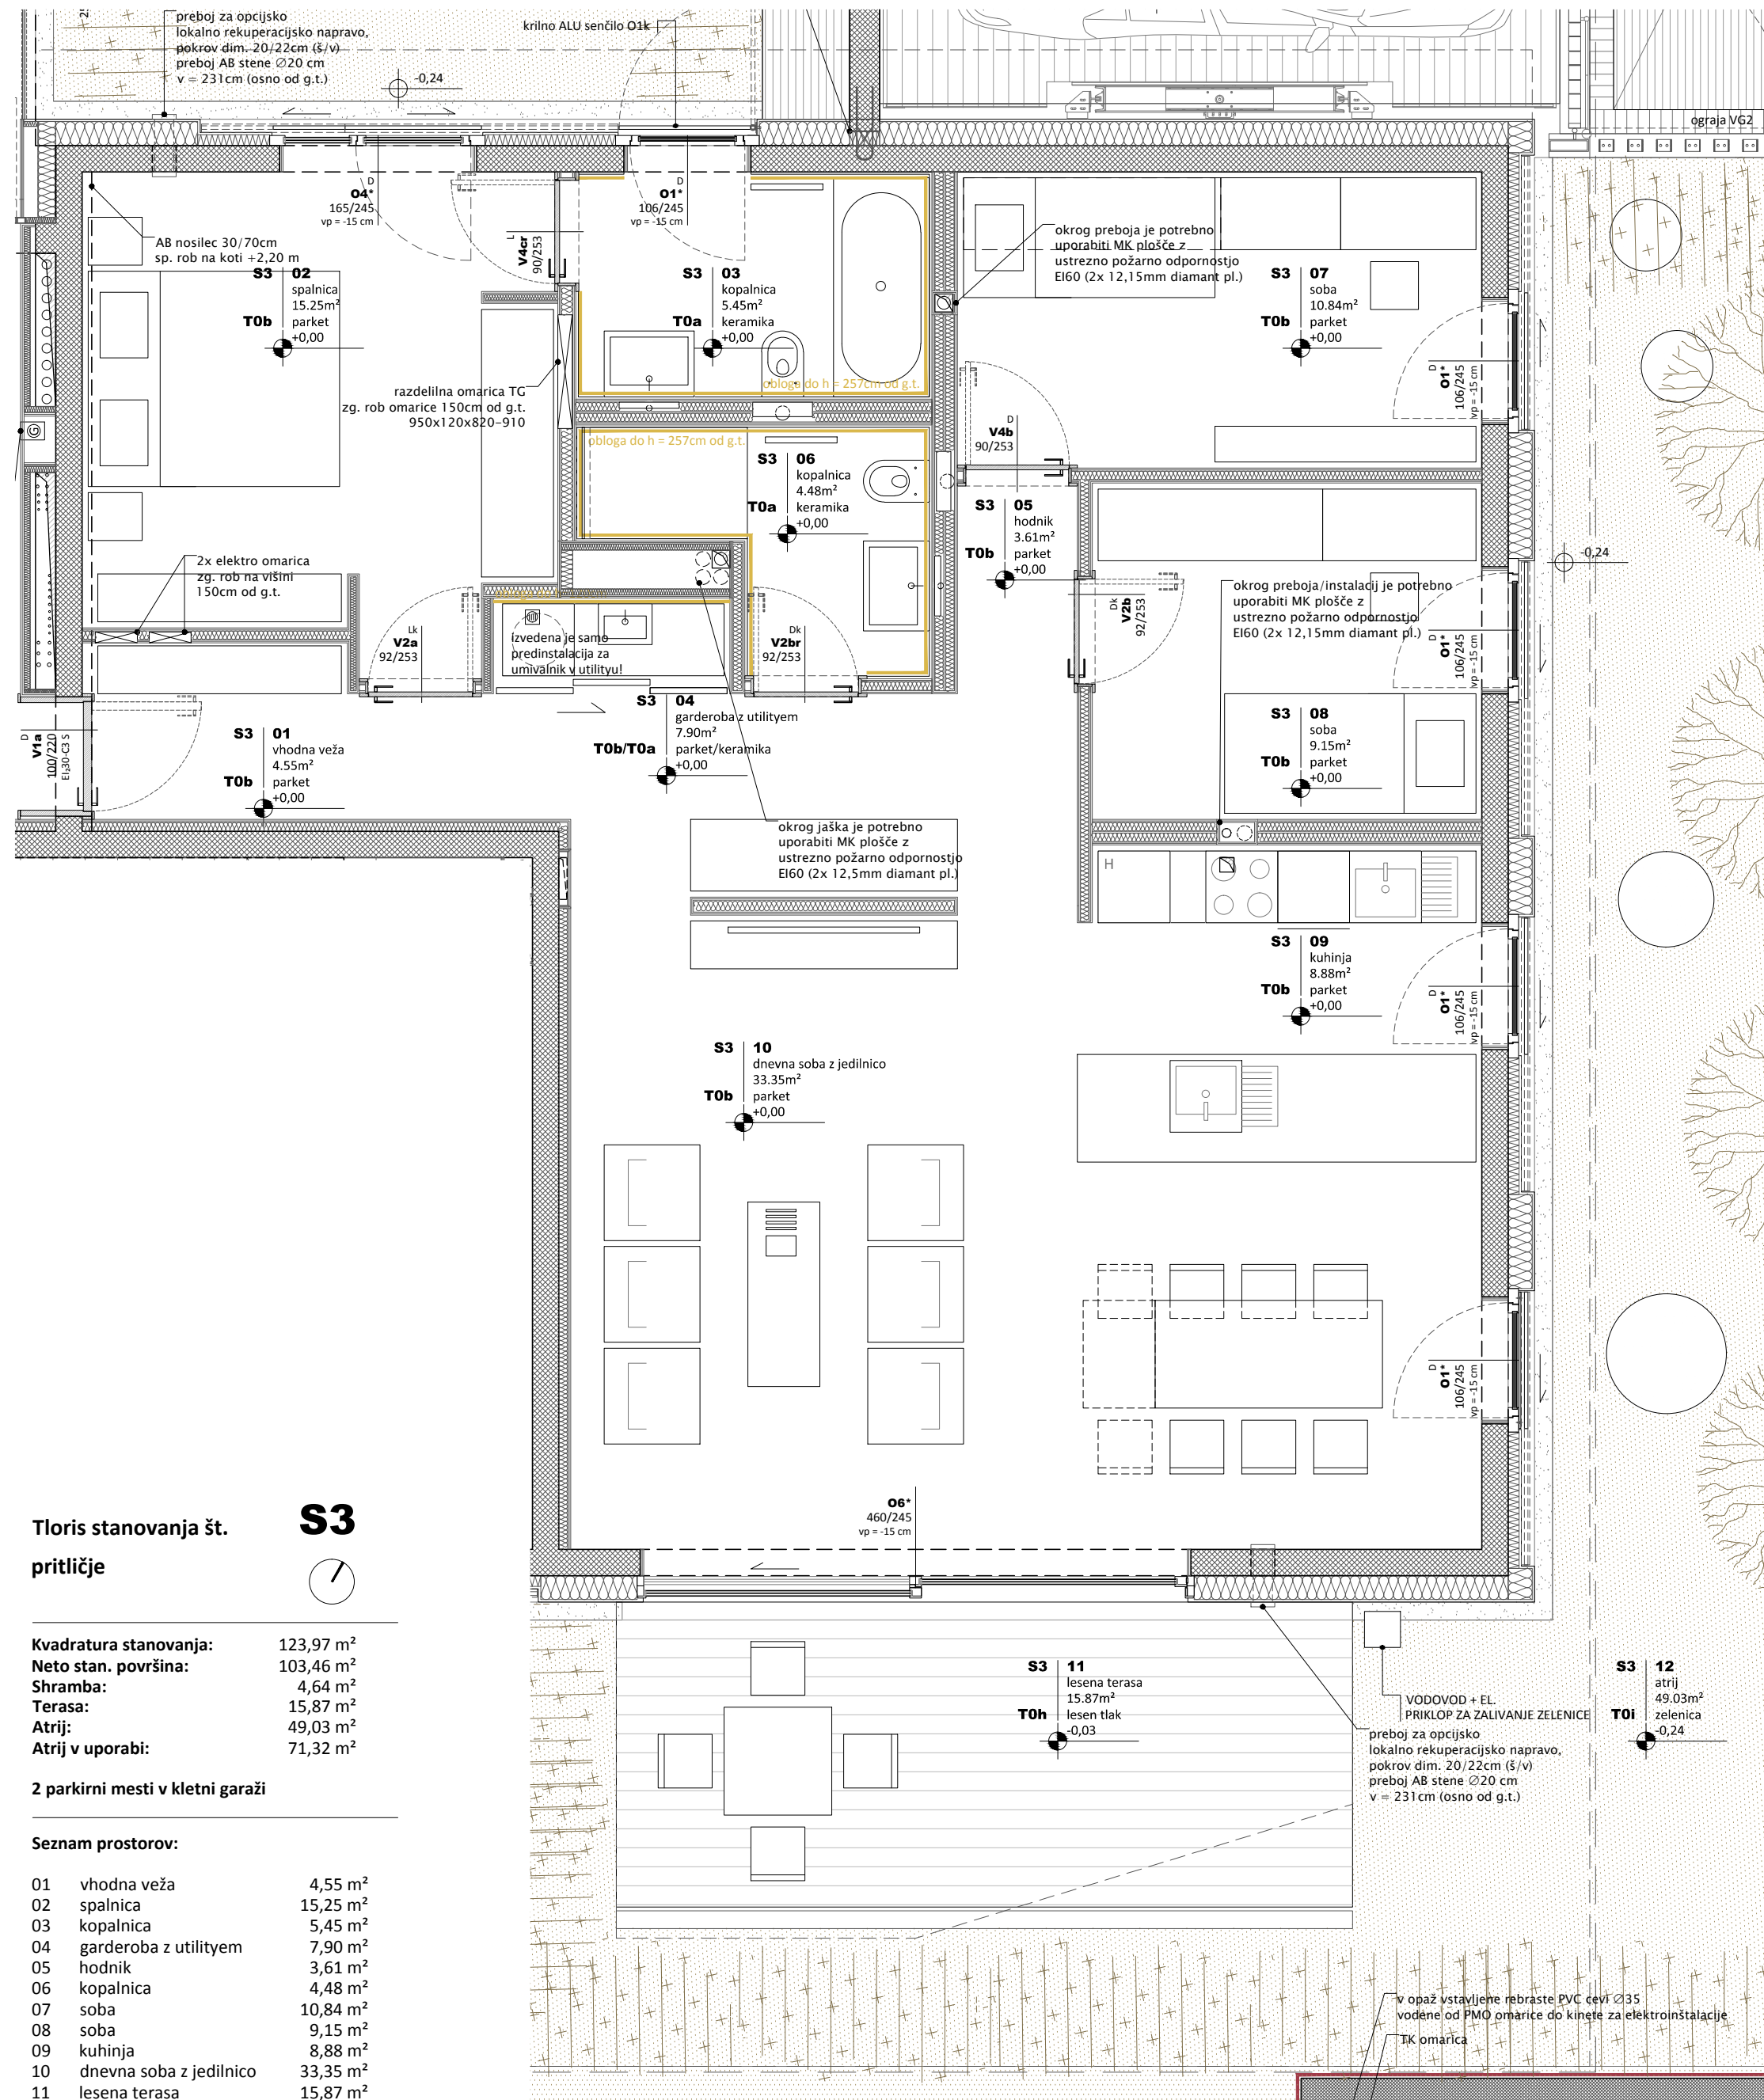 preboj za opcijsko
lokalno rekuperacijsko napravo,
pokrov dim. 20/22cm (š/v)
preboj AB stene ∅20 cm
v = 231cm (osno od g.t.)
krilno ALU senčilo O1k
-0,24
ograja VG2
D
O4*
165/245
vp = -15 cm
D
O1*
106/245
vp = -15 cm
L
V4cr
90/253
AB nosilec 30/70cm
sp. rob na koti +2,20 m
S3 02
spalnica
15.25m²
T0b parket
+0,00
S3 03
kopalnica
5.45m²
T0a keramika
+0,00
obloga do h = 257cm od g.t.
okrog preboja je potrebno
uporabiti MK plošče z
ustrezno požarno odpornostjo
EI60 (2x 12,15mm diamant pl.)
S3 07
soba
10.84m²
T0b parket
+0,00
D
O1*
106/245
vp = -15 cm
razdelilna omarica TG
zg. rob omarice 150cm od g.t.
950x120x820-910
G
obloga do h = 257cm od g.t.
S3 06
kopalnica
4.48m²
T0a keramika
+0,00
D
V4b
90/253
S3 05
hodnik
3.61m²
T0b parket
+0,00
-0,24
2x elektro omarica
zg. rob na višini
150cm od g.t.
Dk
V2b
92/253
okrog preboja/instalacij je potrebno
uporabiti MK plošče z
ustrezno požarno odpornostjo
EI60 (2x 12,15mm diamant pl.)
D
O1*
106/245
vp = -15 cm
Lk
V2a
92/253
izvedena je samo
predinstalacija za
umivalnik v utilityu!
Dk
V2br
92/253
D
V1a
100/220
EI₂30-C3 S
S3 01
vhodna veža
4.55m²
T0b parket
+0,00
S3 04
garderoba z utilityem
7.90m²
T0b/T0a parket/keramika
+0,00
S3 08
soba
9.15m²
T0b parket
+0,00
okrog jaška je potrebno
uporabiti MK plošče z
ustrezno požarno odpornostjo
EI60 (2x 12,5mm diamant pl.)
H
S3 09
kuhinja
8.88m²
T0b parket
+0,00
D
O1*
106/245
vp = -15 cm
S3 10
dnevna soba z jedilnico
33.35m²
T0b parket
+0,00
D
O1*
106/245
vp = -15 cm
O6*
460/245
vp = -15 cm
Tloris stanovanja št. S3
pritličje
Kvadratura stanovanja: 123,97 m²
Neto stan. površina: 103,46 m²
Shramba: 4,64 m²
Terasa: 15,87 m²
Atrij: 49,03 m²
Atrij v uporabi: 71,32 m²
2 parkirni mesti v kletni garaži
Seznam prostorov:
01 vhodna veža 4,55 m²
02 spalnica 15,25 m²
03 kopalnica 5,45 m²
04 garderoba z utilityem 7,90 m²
05 hodnik 3,61 m²
06 kopalnica 4,48 m²
07 soba 10,84 m²
08 soba 9,15 m²
09 kuhinja 8,88 m²
10 dnevna soba z jedilnico 33,35 m²
11 lesena terasa 15,87 m²
S3 11
lesena terasa
15.87m²
T0h lesen tlak
-0,03
VODOVOD + EL.
PRIKLOP ZA ZALIVANJE ZELENICE
preboj za opcijsko
lokalno rekuperacijsko napravo,
pokrov dim. 20/22cm (š/v)
preboj AB stene ∅20 cm
v = 231cm (osno od g.t.)
S3 12
atrij
49.03m²
T0i zelenica
-0,24
v opaž vstavljene rebraste PVC cevi ∅35
vodene od PMO omarice do kinete za elektroinštalacije
TK omarica